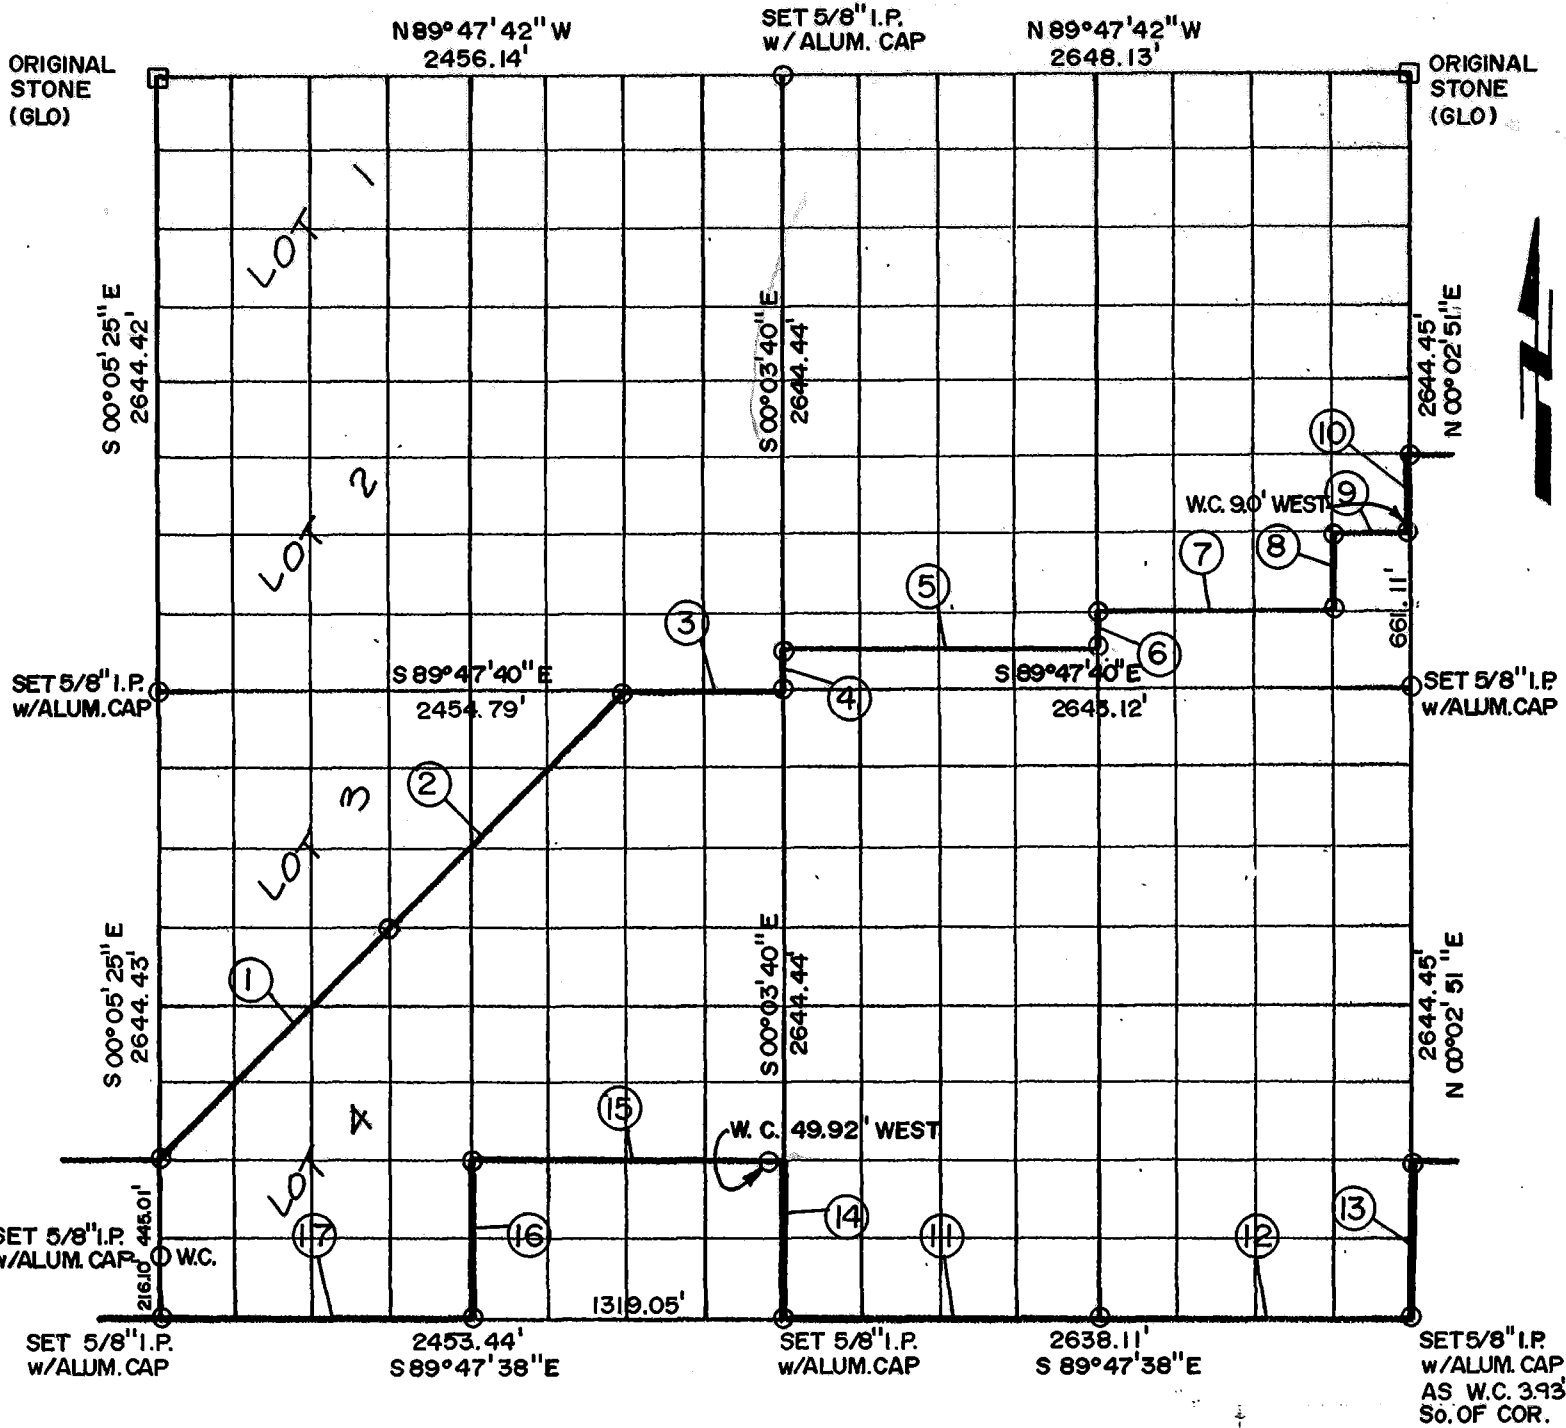 N 89°47'42" W
2456.14'
SET 5/8" I.P.
w/ ALUM. CAP
N 89°47'42" W
2648.13'
ORIGINAL
STONE
(GLO)
ORIGINAL
STONE
(GLO)
LOT 1
S 00°05'25" E
2644.42'
S 00°03'40" E
2644.44'
2644.45'
N 00°02'51" E
LOT 2
10
W.C. 9.0' WEST
9
8
7
5
3
6
661.11'
SET 5/8" I.P.
w/ALUM. CAP
S 89°47'40" E
2454.79'
4
S 89°47'40" E
SET 5/8" I.P.
w/ALUM. CAP
2
LOT 3
1
S 00°05'25" E
2644.43'
S 00°03'40" E
2644.44'
2644.45'
N 00°02'51" E
LOT 4
15
W. C. 49.92' WEST
445.01'
216.10'
SET 5/8" I.P.
w/ALUM. CAP
W.C.
17
16
14
11
12
13
1319.05'
SET 5/8" I.P.
w/ALUM. CAP
2453.44'
S 89°47'38" E
SET 5/8" I.P.
w/ALUM. CAP
2638.11'
S 89°47'38" E
SET 5/8" I.P.
w/ALUM. CAP
AS W.C. 3.93'
So. OF COR.